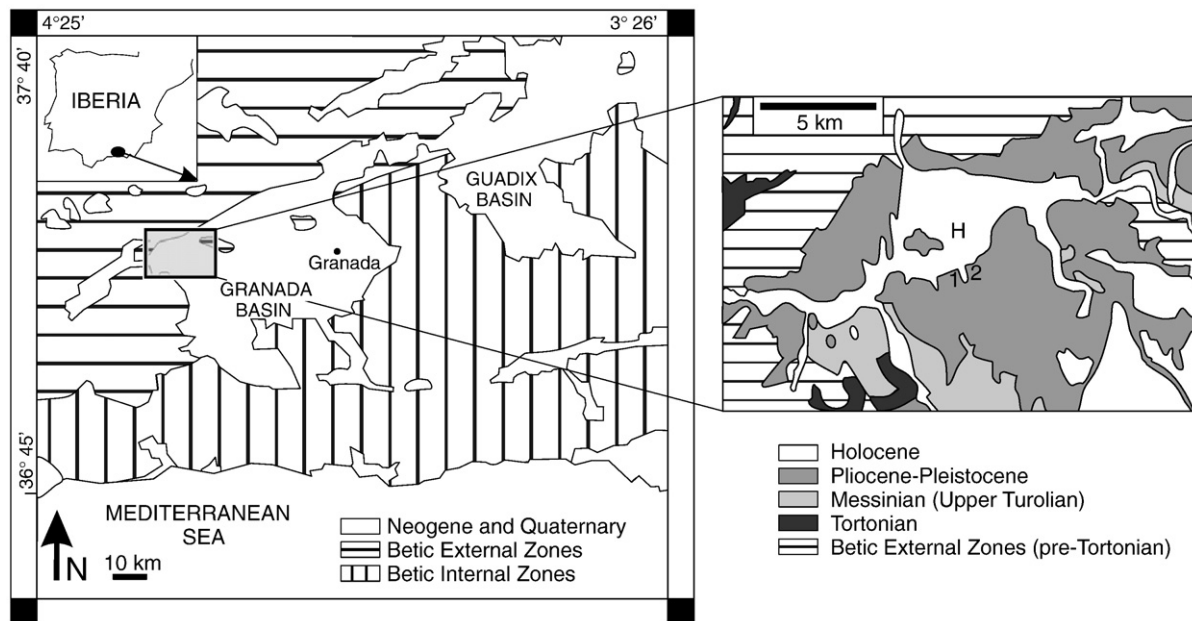 4°25’
3° 26’
37° 40’
36° 45’
IBERIA
GUADIX
BASIN
Granada
GRANADA
BASIN
MEDITERRANEAN
SEA
N
10 km
Neogene and Quaternary
Betic External Zones
Betic Internal Zones
5 km
H
1 2
Holocene
Pliocene-Pleistocene
Messinian (Upper Turolian)
Tortonian
Betic External Zones (pre-Tortonian)